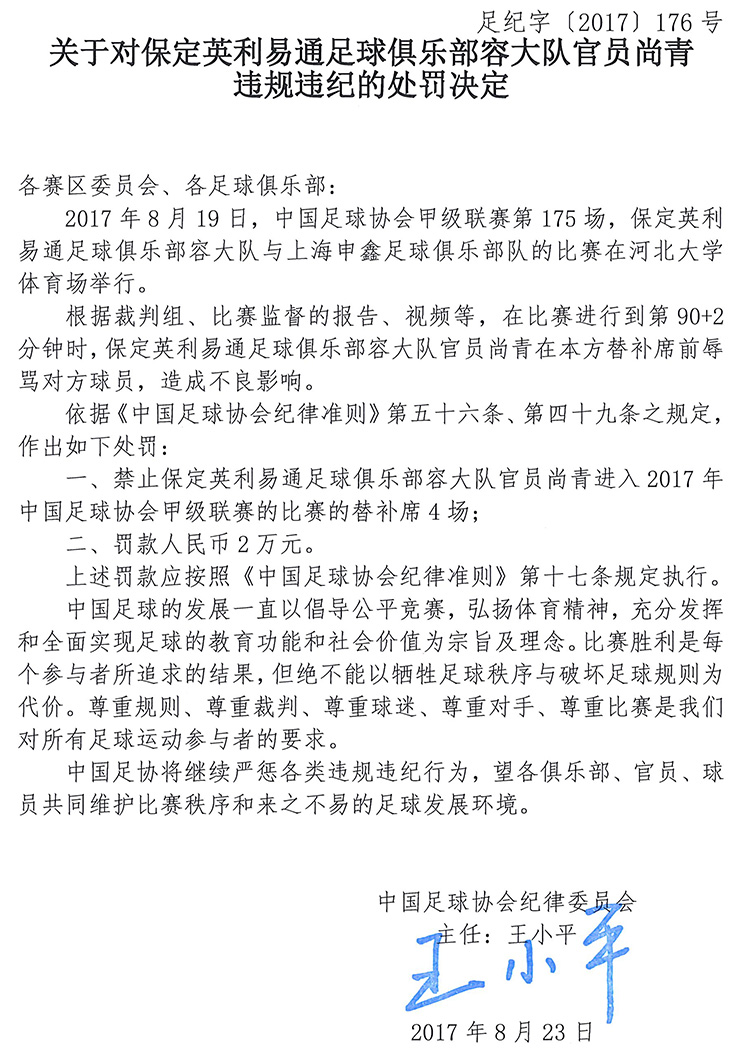 足纪字〔2017〕176 号
关于对保定英利易通足球俱乐部容大队官员尚青
违规违纪的处罚决定
各赛区委员会、各足球俱乐部：
2017 年 8 月 19 日，中国足球协会甲级联赛第 175 场，保定英利
易通足球俱乐部容大队与上海申鑫足球俱乐部队的比赛在河北大学
体育场举行。
根据裁判组、比赛监督的报告、视频等，在比赛进行到第 90+2
分钟时，保定英利易通足球俱乐部容大队官员尚青在本方替补席前辱
骂对方球员，造成不良影响。
依据《中国足球协会纪律准则》第五十六条、第四十九条之规定，
作出如下处罚：
一、禁止保定英利易通足球俱乐部容大队官员尚青进入 2017 年
中国足球协会甲级联赛的比赛的替补席 4 场；
二、罚款人民币 2 万元。
上述罚款应按照《中国足球协会纪律准则》第十七条规定执行。
中国足球的发展一直以倡导公平竞赛，弘扬体育精神，充分发挥
和全面实现足球的教育功能和社会价值为宗旨及理念。比赛胜利是每
个参与者所追求的结果，但绝不能以牺牲足球秩序与破坏足球规则为
代价。尊重规则、尊重裁判、尊重球迷、尊重对手、尊重比赛是我们
对所有足球运动参与者的要求。
中国足协将继续严惩各类违规违纪行为，望各俱乐部、官员、球
员共同维护比赛秩序和来之不易的足球发展环境。
中国足球协会纪律委员会
主任：王小平
王小平
2017 年 8 月 23 日